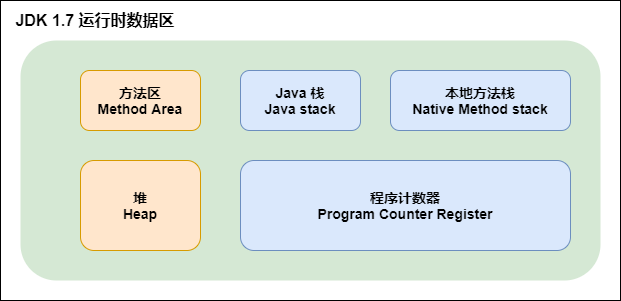 JDK 1.7 运行时数据区
方法区
Method Area
Java 栈
Java stack
本地方法栈
Native Method stack
堆
Heap
程序计数器
Program Counter Register